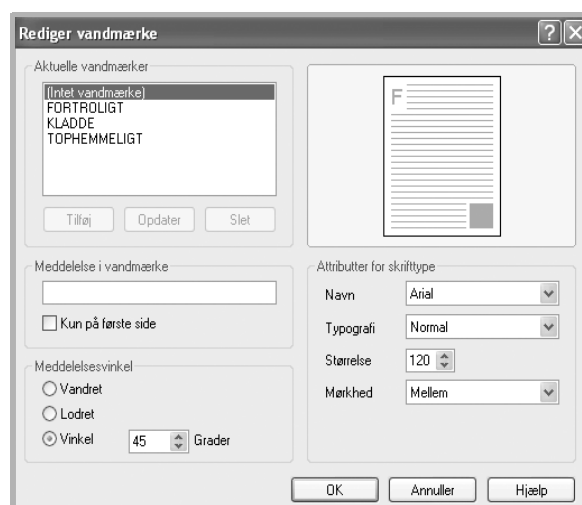 Rediger vandmærke
Aktuelle vandmærker
(Intet vandmærke)
FORTROLIGT
KLADDE
TOPHEMMELIGT
Tilføj Opdater Slet
F
Meddelelse i vandmærke
Kun på første side
Meddelelsesvinkel
Vandret
Lodret
Vinkel 45 Grader
Attributter for skrifttype
Navn Arial
Typografi Normal
Størrelse 120
Mørkhed Mellem
OK Annuller Hjælp